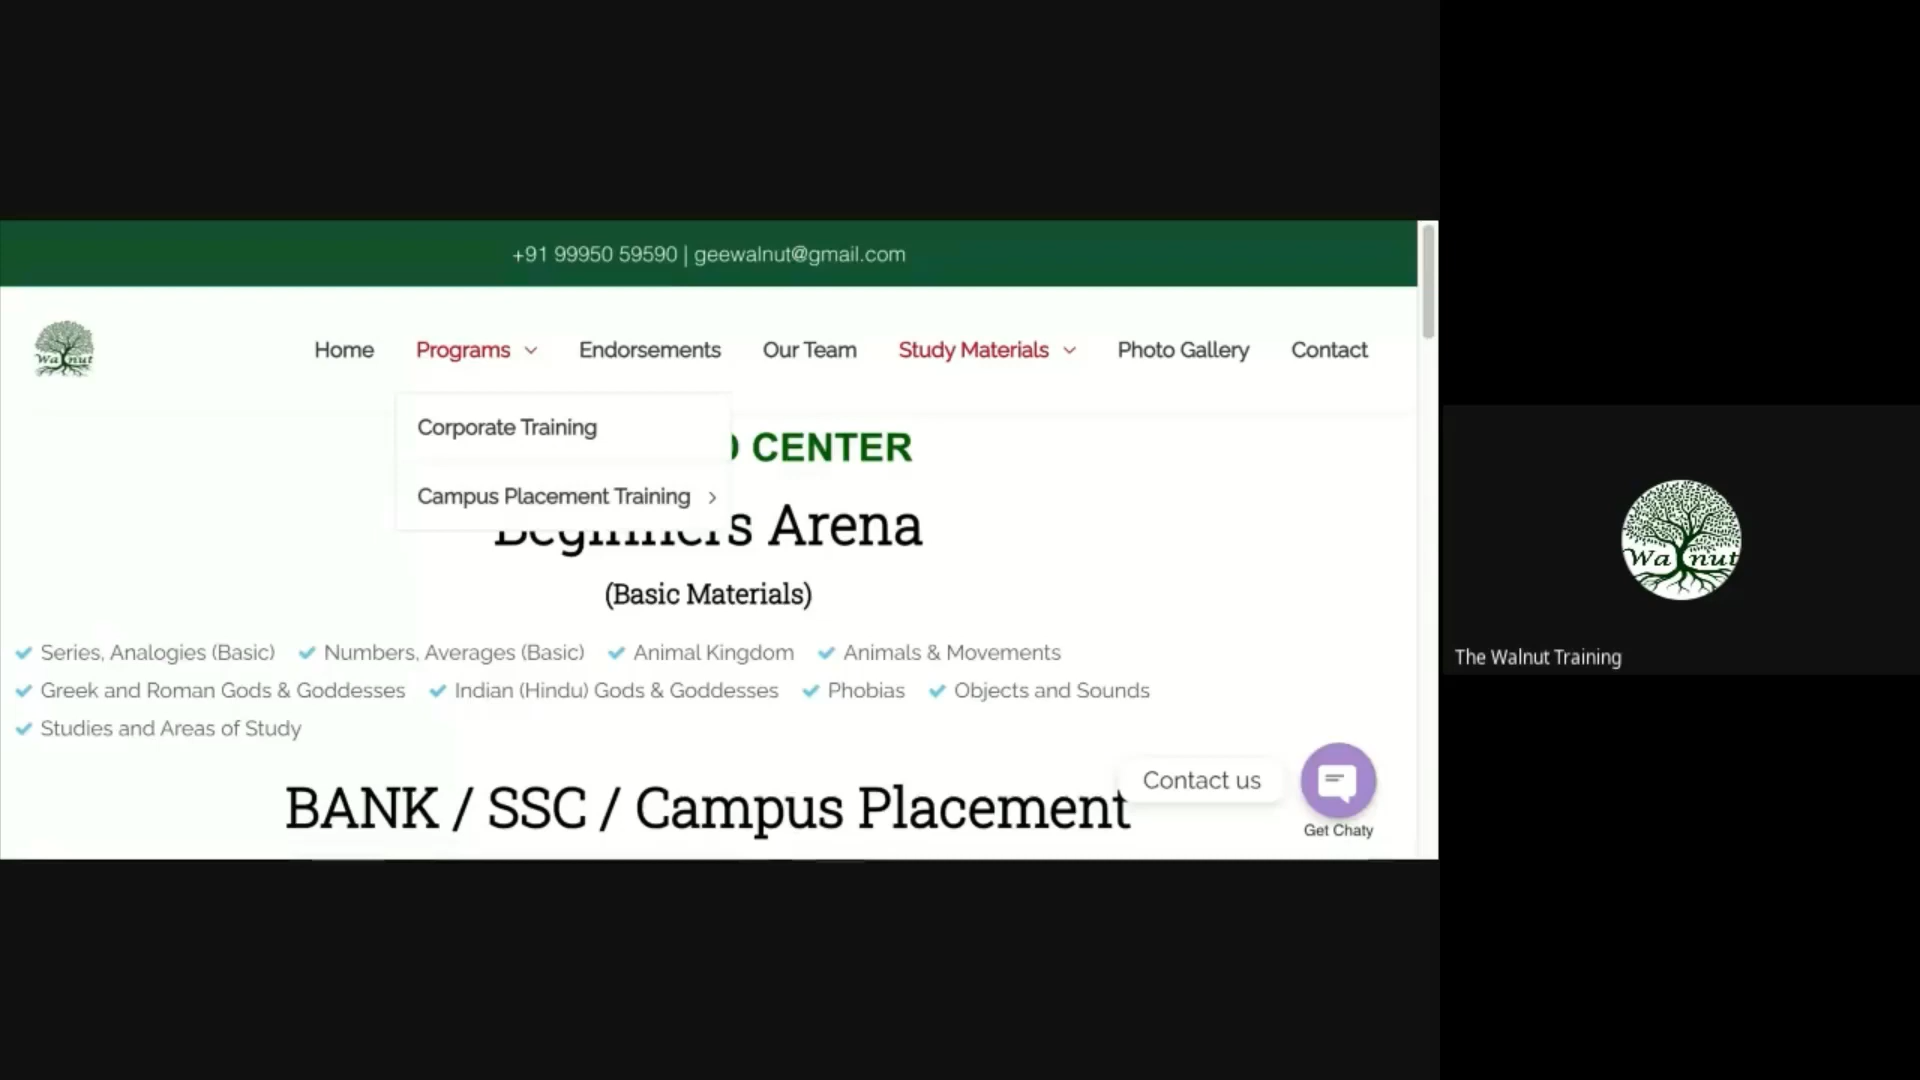 +91 99950 59590 | geewalnut@gmail.com
Walnut
Home Programs Endorsements Our Team Study Materials Photo Gallery Contact
Corporate Training
CENTER
Campus Placement Training
Beginners Arena
(Basic Materials)
Series, Analogies (Basic) Numbers, Averages (Basic) Animal Kingdom Animals & Movements
Greek and Roman Gods & Goddesses Indian (Hindu) Gods & Goddesses Phobias Objects and Sounds
Studies and Areas of Study
Contact us
BANK / SSC / Campus Placement
Get Chaty
Walnut
The Walnut Training